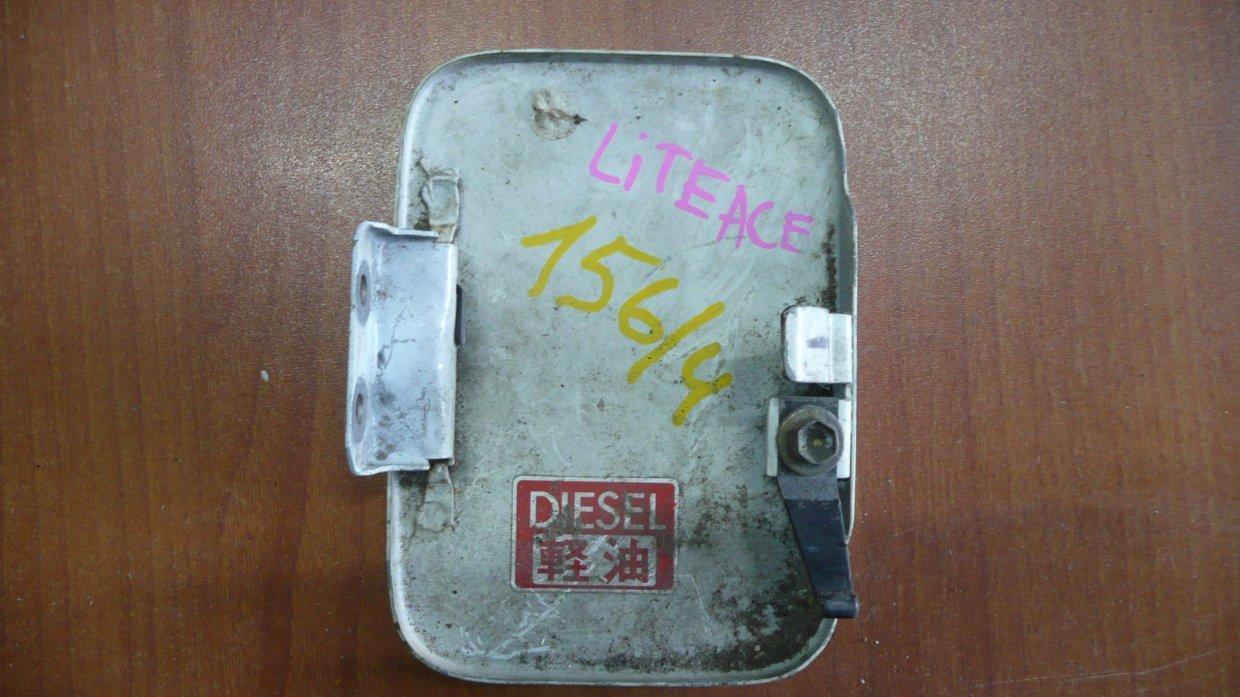 LiTEACE
156/4
DIESEL
軽油